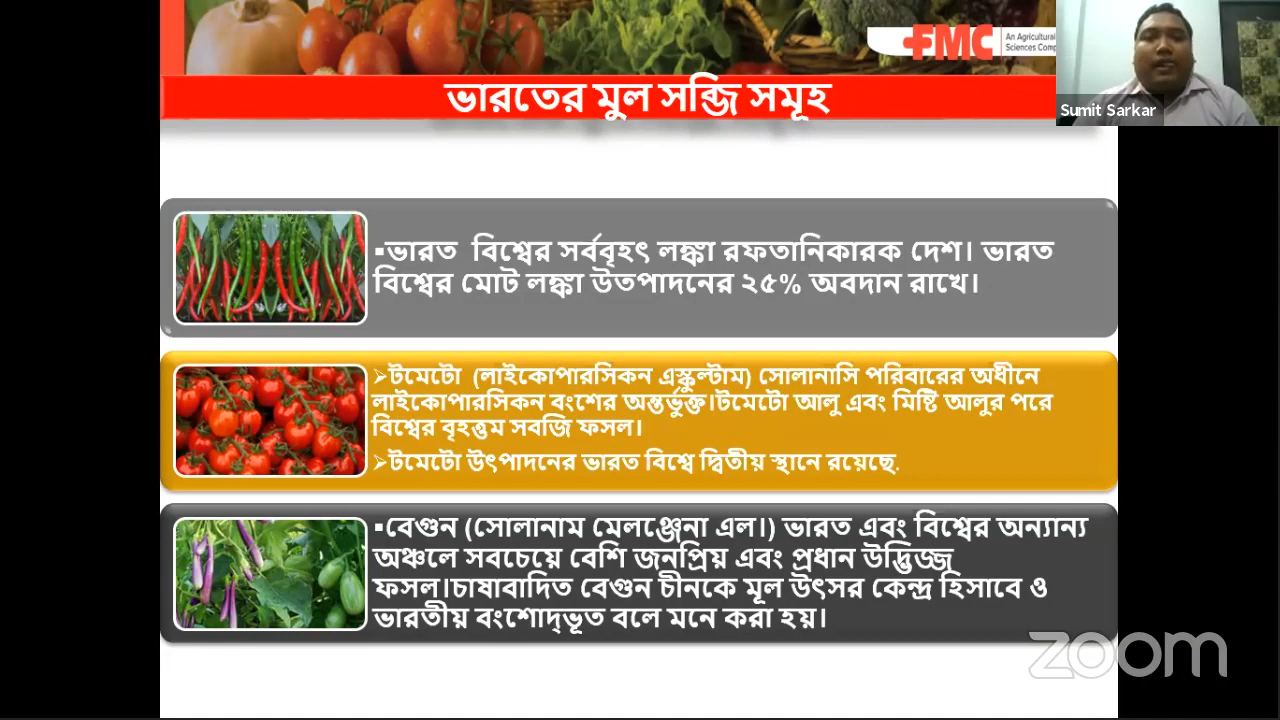 FMC
An Agricultural
Sciences Comp
Sumit Sarkar
ভারতের মুল সব্জি সমূহ
▪ভারত বিশ্বের সর্ববৃহৎ লঙ্কা রফতানিকারক দেশ। ভারত
বিশ্বের মোট লঙ্কা উতপাদনের ২৫% অবদান রাখে।
➢টমেটো (লাইকোপারসিকন এস্কুল্টাম) সোলানাসি পরিবারের অধীনে
লাইকোপারসিকন বংশের অন্তর্ভুক্ত।টমেটো আলু এবং মিষ্টি আলুর পরে
বিশ্বের বৃহত্তম সবজি ফসল।
➢টমেটো উৎপাদনের ভারত বিশ্বে দ্বিতীয় স্থানে রয়েছে.
▪বেগুন (সোলানাম মেলঞ্জেনা এল।) ভারত এবং বিশ্বের অন্যান্য
অঞ্চলে সবচেয়ে বেশি জনপ্রিয় এবং প্রধান উদ্ভিজ্জ
ফসল।চাষাবাদিত বেগুন চীনকে মূল উৎসর কেন্দ্র হিসাবে ও
ভারতীয় বংশোদ্ভূত বলে মনে করা হয়।
zoom